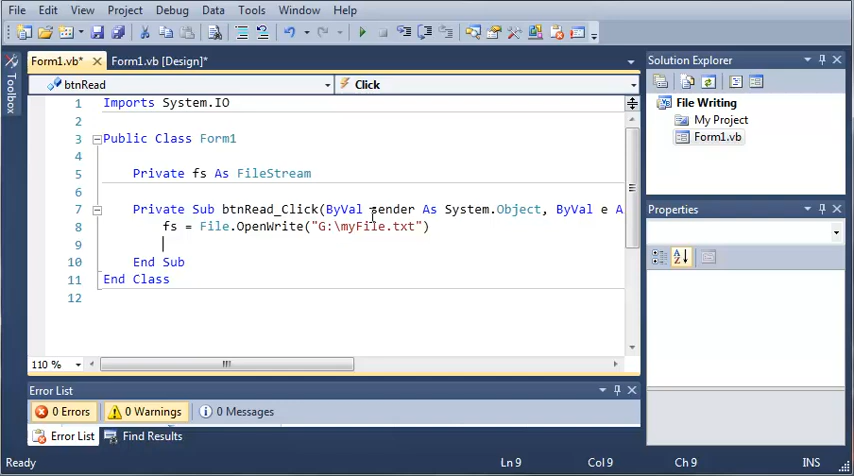 File Edit View Project Debug Data Tools Window Help
Form1.vb* Form1.vb [Design]*
Toolbox
btnRead Click
1 Imports System.IO
2
3 Public Class Form1
4
5 Private fs As FileStream
6
7 Private Sub btnRead_Click(ByVal sender As System.Object, ByVal e A
8 fs = File.OpenWrite("G:\myFile.txt")
9
10 End Sub
11 End Class
12
110 %
Solution Explorer
File Writing
My Project
Form1.vb
Properties
Error List
0 Errors 0 Warnings 0 Messages
Error List Find Results
Ready Ln 9 Col 9 Ch 9 INS